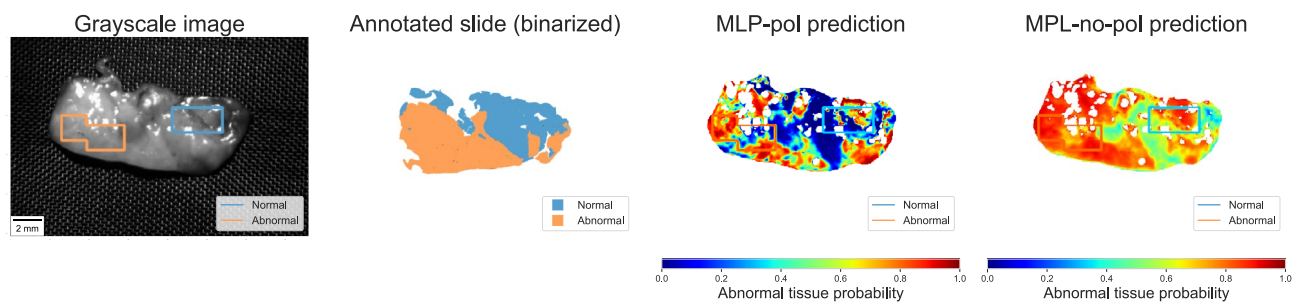 Grayscale image
Annotated slide (binarized)
MLP-pol prediction
MPL-no-pol prediction
Normal
Abnormal
2 mm
Normal
Abnormal
Normal
Abnormal
Normal
Abnormal
0.0 0.2 0.4 0.6 0.8 1.0
Abnormal tissue probability
0.0 0.2 0.4 0.6 0.8 1.0
Abnormal tissue probability